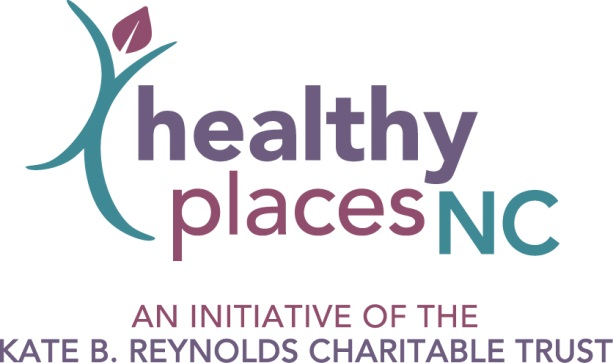 healthy
places NC
AN INITIATIVE OF THE
KATE B. REYNOLDS CHARITABLE TRUST